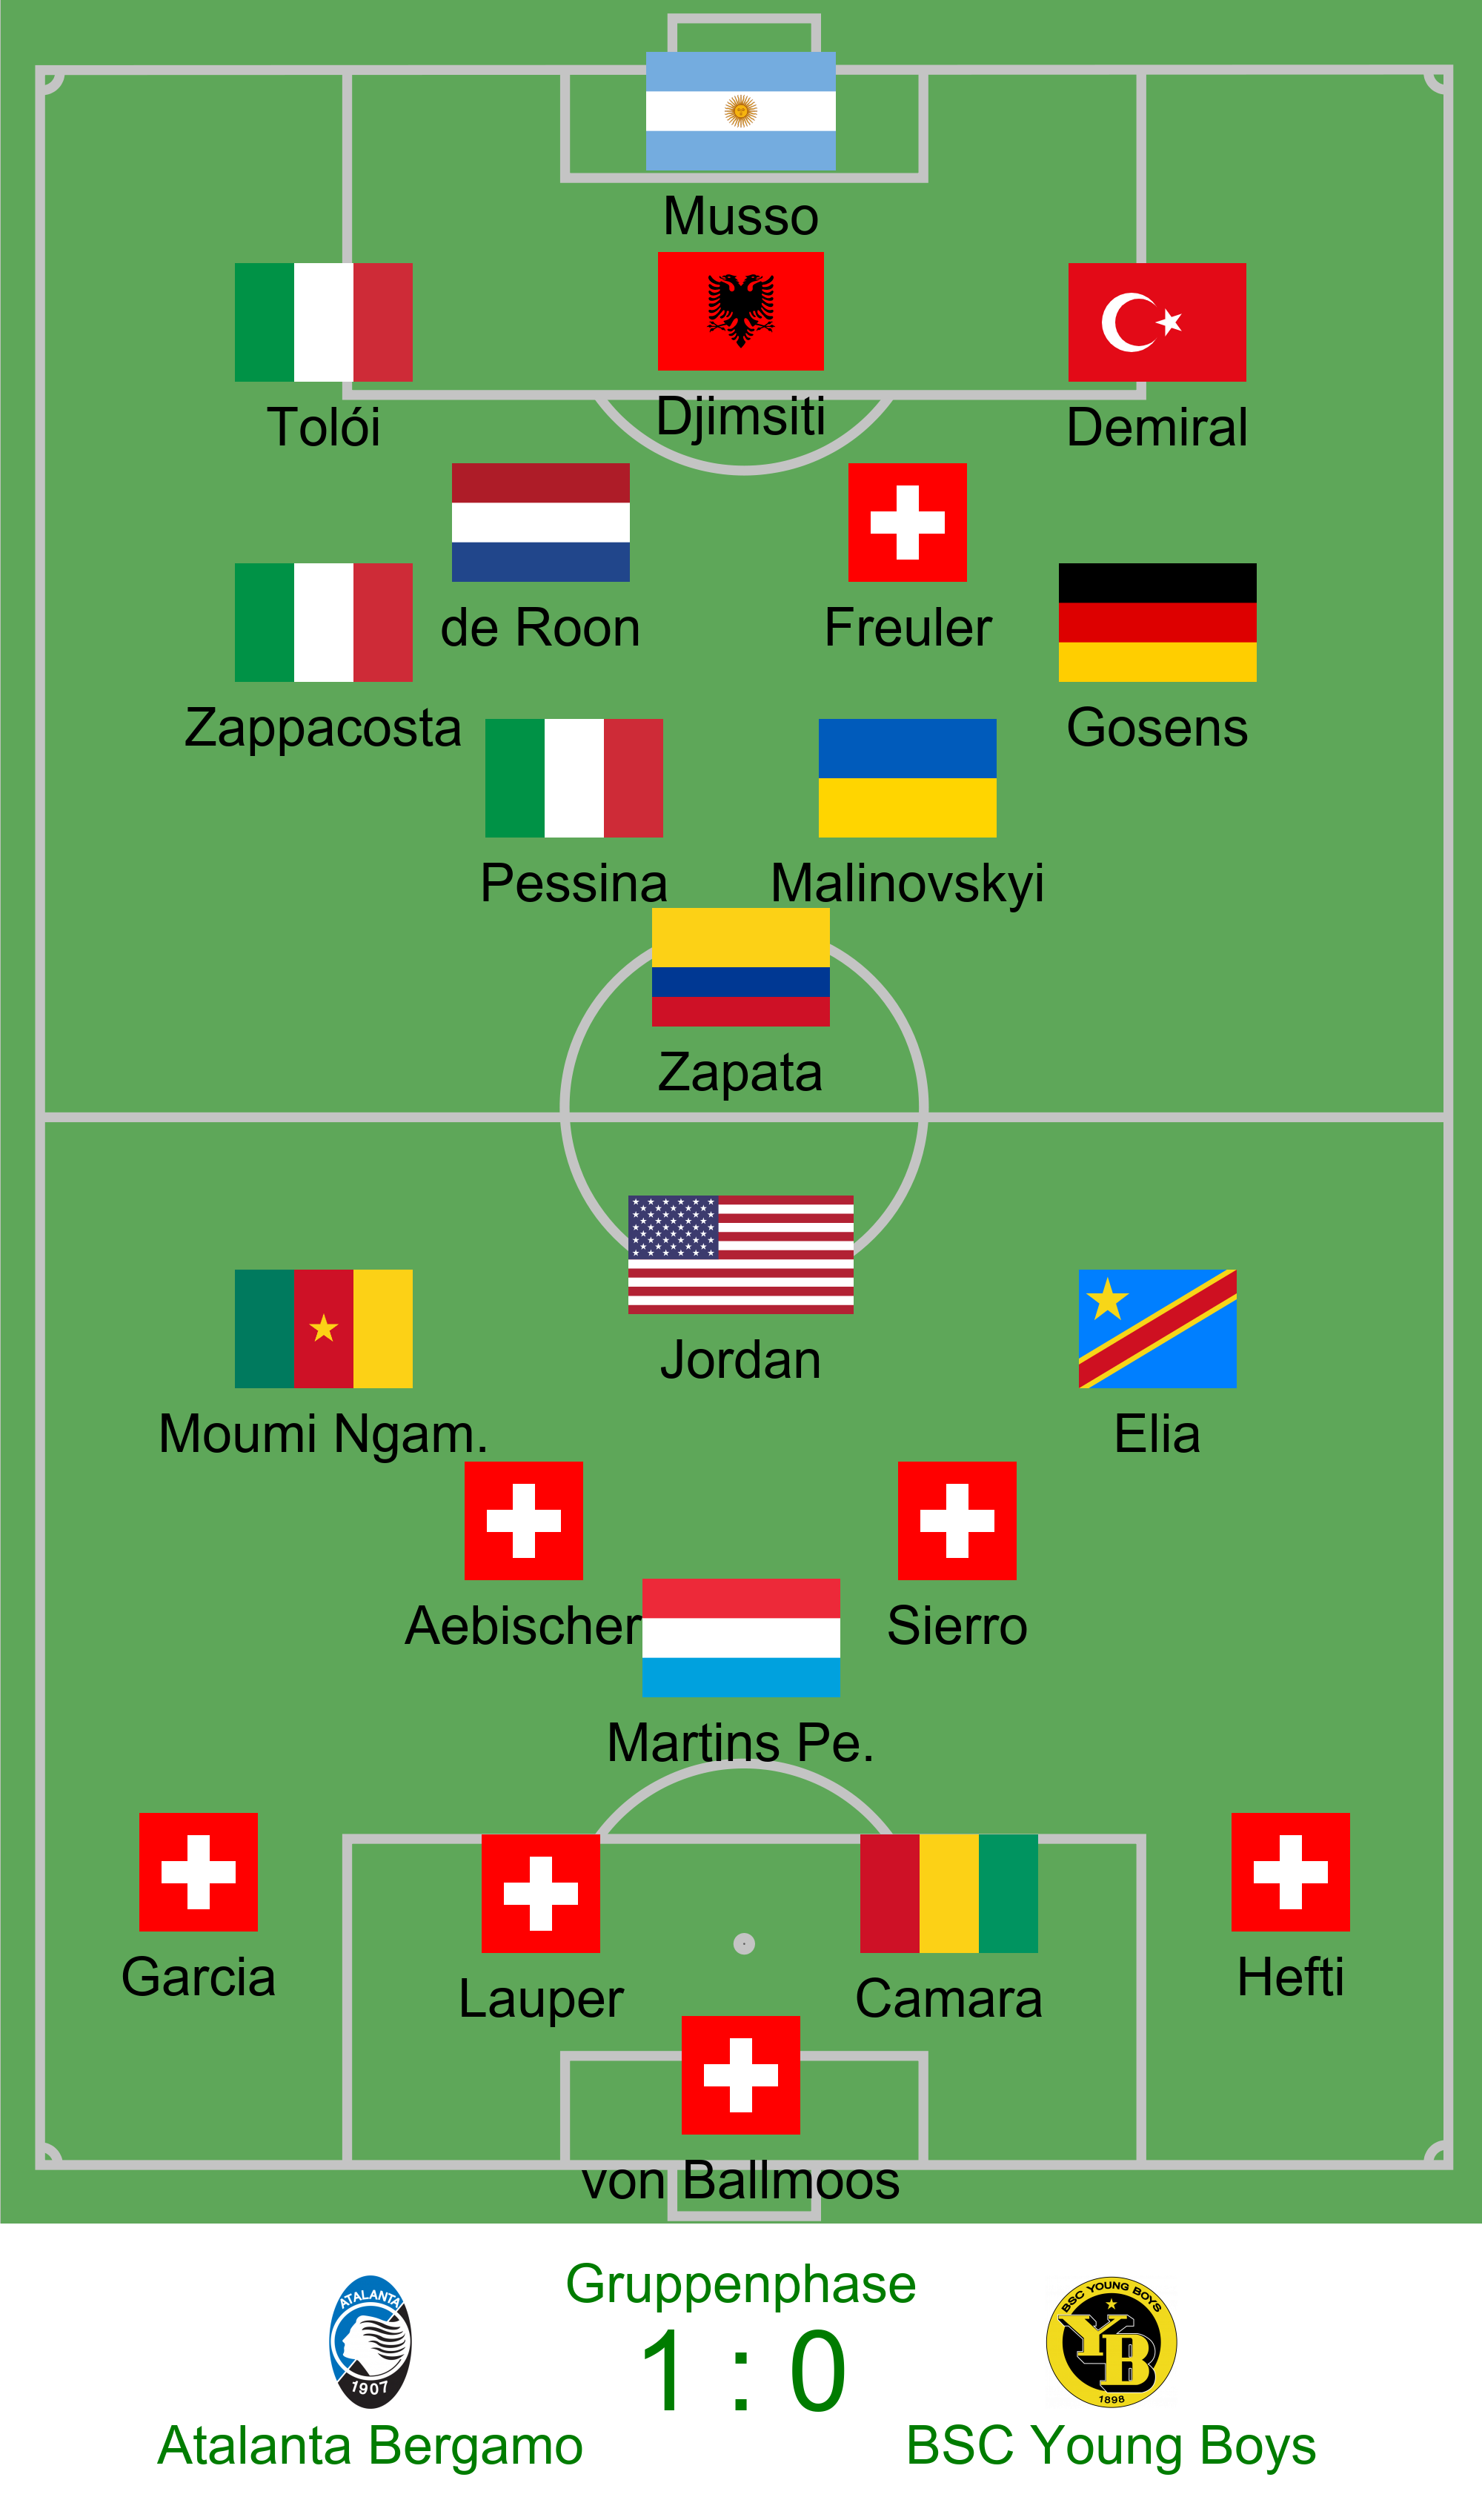 Musso
Tolói
Djimsiti
Demiral
de Roon
Freuler
Zappacosta
Gosens
Pessina
Malinovskyi
Zapata
Jordan
Moumi Ngam.
Elia
Aebischer
Sierro
Martins Pe.
Garcia
Lauper
Camara
Hefti
von Ballmoos
Gruppenphase
1 : 0
ATALANTA
1907
BSC YOUNG BOYS
YB
1898
Atalanta Bergamo
BSC Young Boys